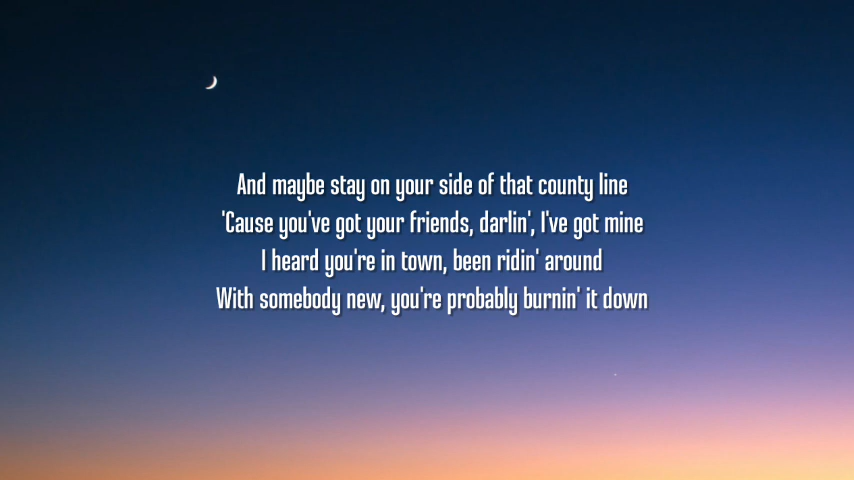 And maybe stay on your side of that county line
'Cause you've got your friends, darlin', I've got mine
I heard you're in town, been ridin' around
With somebody new, you're probably burnin' it down